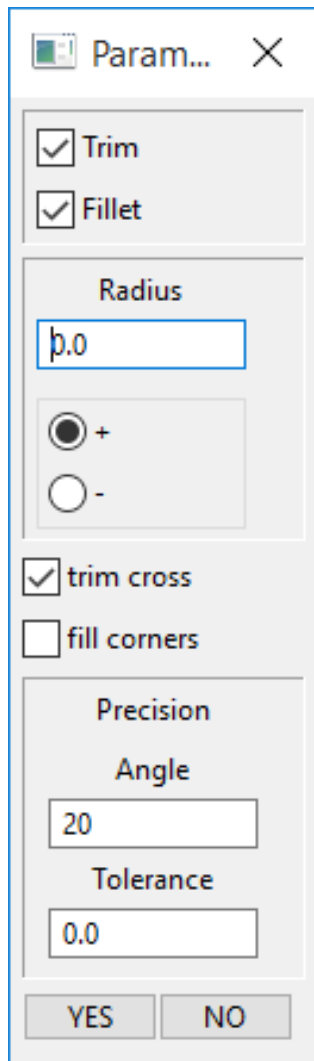 Param...
Trim
Fillet
Radius
0.0
+
-
trim cross
fill corners
Precision
Angle
20
Tolerance
0.0
YES NO